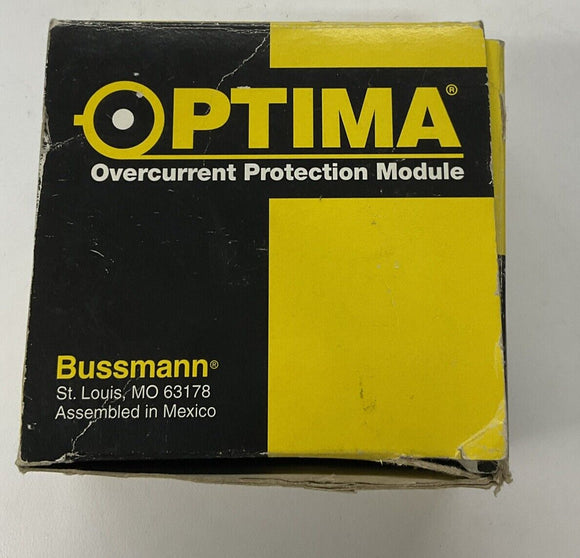 OPTIMA®
Overcurrent Protection Module
Bussmann®
St. Louis, MO 63178
Assembled in Mexico